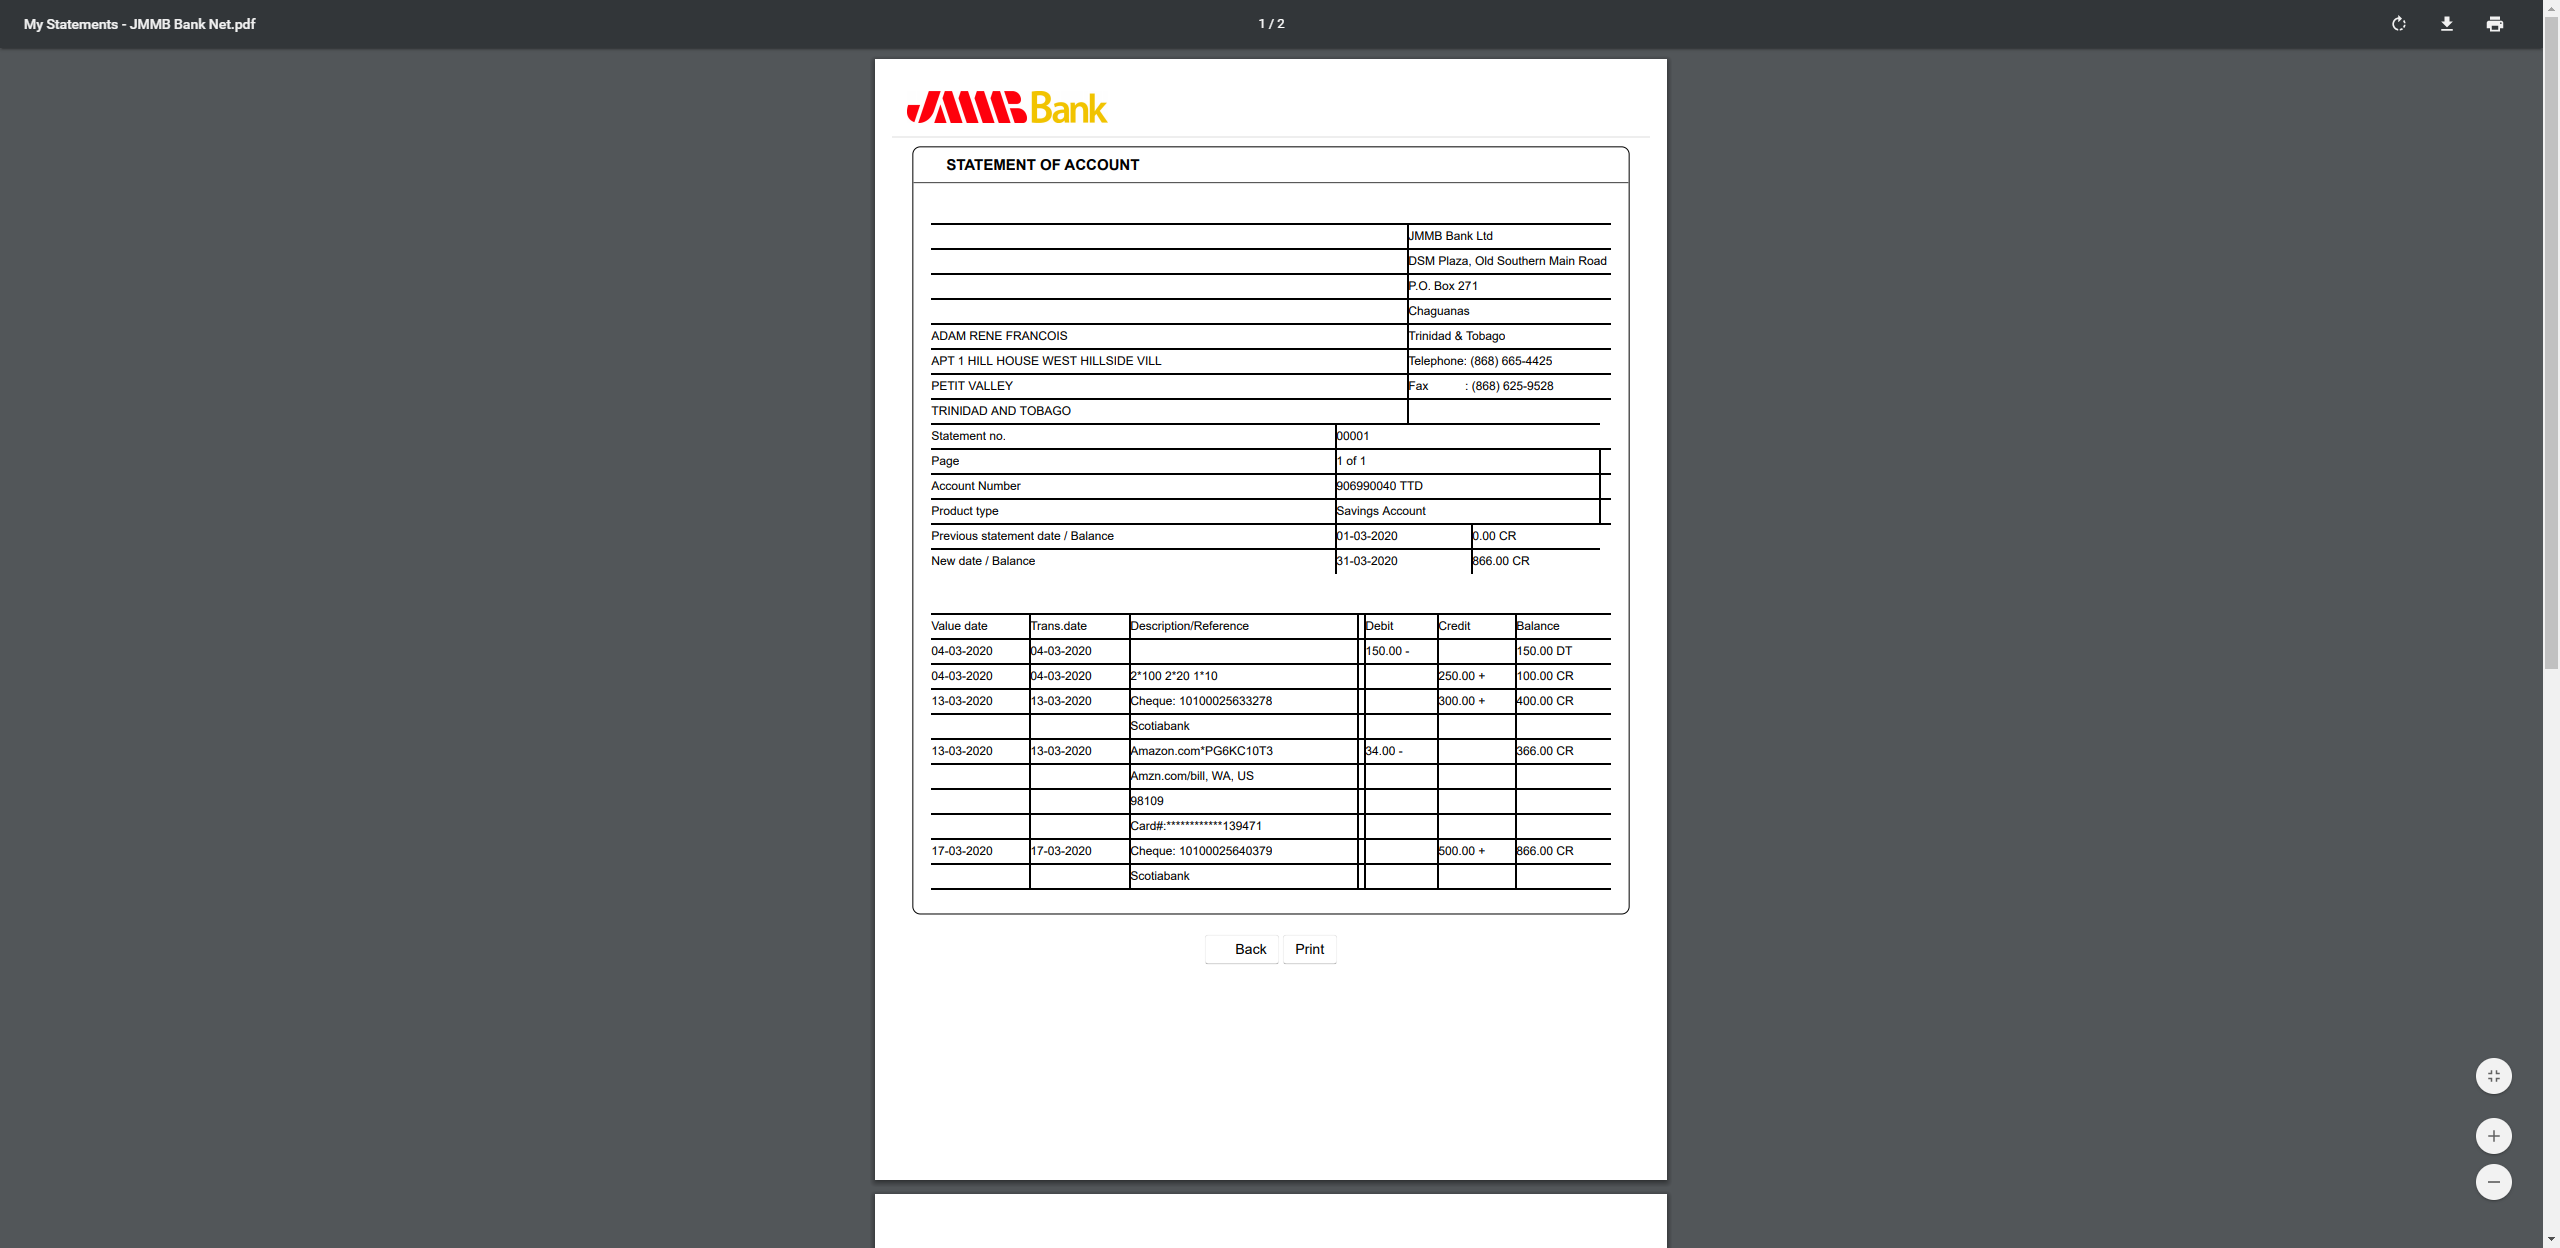 My Statements - JMMB Bank Net.pdf 1 / 2
JMMB Bank
STATEMENT OF ACCOUNT
JMMB Bank Ltd
DSM Plaza, Old Southern Main Road
P.O. Box 271
Chaguanas
ADAM RENE FRANCOIS Trinidad & Tobago
APT 1 HILL HOUSE WEST HILLSIDE VILL Telephone: (868) 665-4425
PETIT VALLEY Fax : (868) 625-9528
TRINIDAD AND TOBAGO
Statement no. 00001
Page 1 of 1
Account Number 906990040 TTD
Product type Savings Account
Previous statement date / Balance 01-03-2020 0.00 CR
New date / Balance 31-03-2020 866.00 CR
Value date Trans.date Description/Reference Debit Credit Balance
04-03-2020 04-03-2020 150.00 - 150.00 DT
04-03-2020 04-03-2020 2*100 2*20 1*10 250.00 + 100.00 CR
13-03-2020 13-03-2020 Cheque: 10100025633278 300.00 + 400.00 CR
Scotiabank
13-03-2020 13-03-2020 Amazon.com*PG6KC10T3 34.00 - 366.00 CR
Amzn.com/bill, WA, US
98109
Card#:************139471
17-03-2020 17-03-2020 Cheque: 10100025640379 500.00 + 866.00 CR
Scotiabank
Back Print